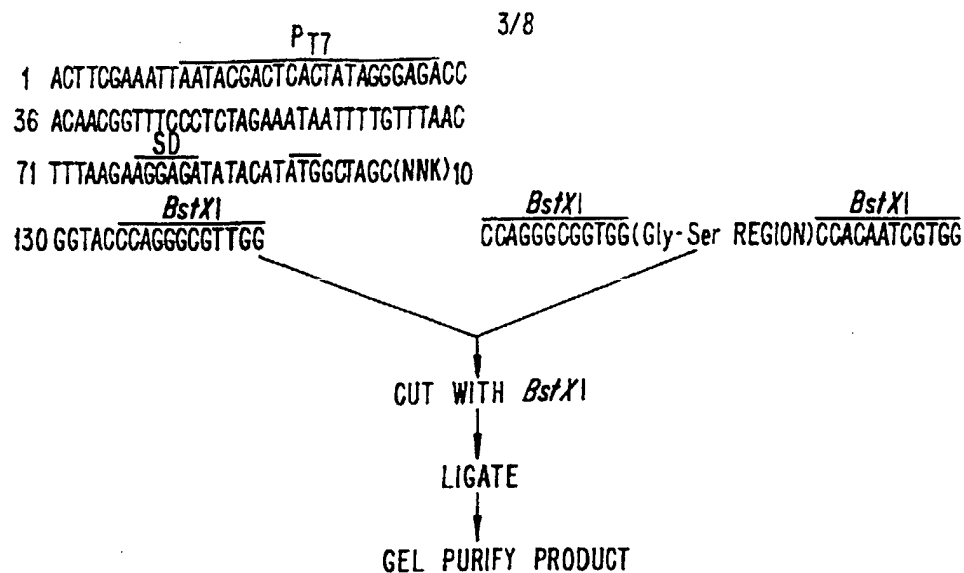 3/8
PT7
1 ACTTCGAAATTAATACGACTCACTATAGGGAGACC
36 ACAACGGTTTCCCTCTAGAAATAATTTTGTTTAAC
SD
71 TTTAAGAAGGAGATATACATATGGCTAGC(NNK)10
BstXI BstXI BstXI
130 GGTACCCAGGGCGTTGG CCAGGGCGGTGG(Gly-Ser REGION)CCACAATCGTGG
CUT WITH BstXI
LIGATE
GEL PURIFY PRODUCT